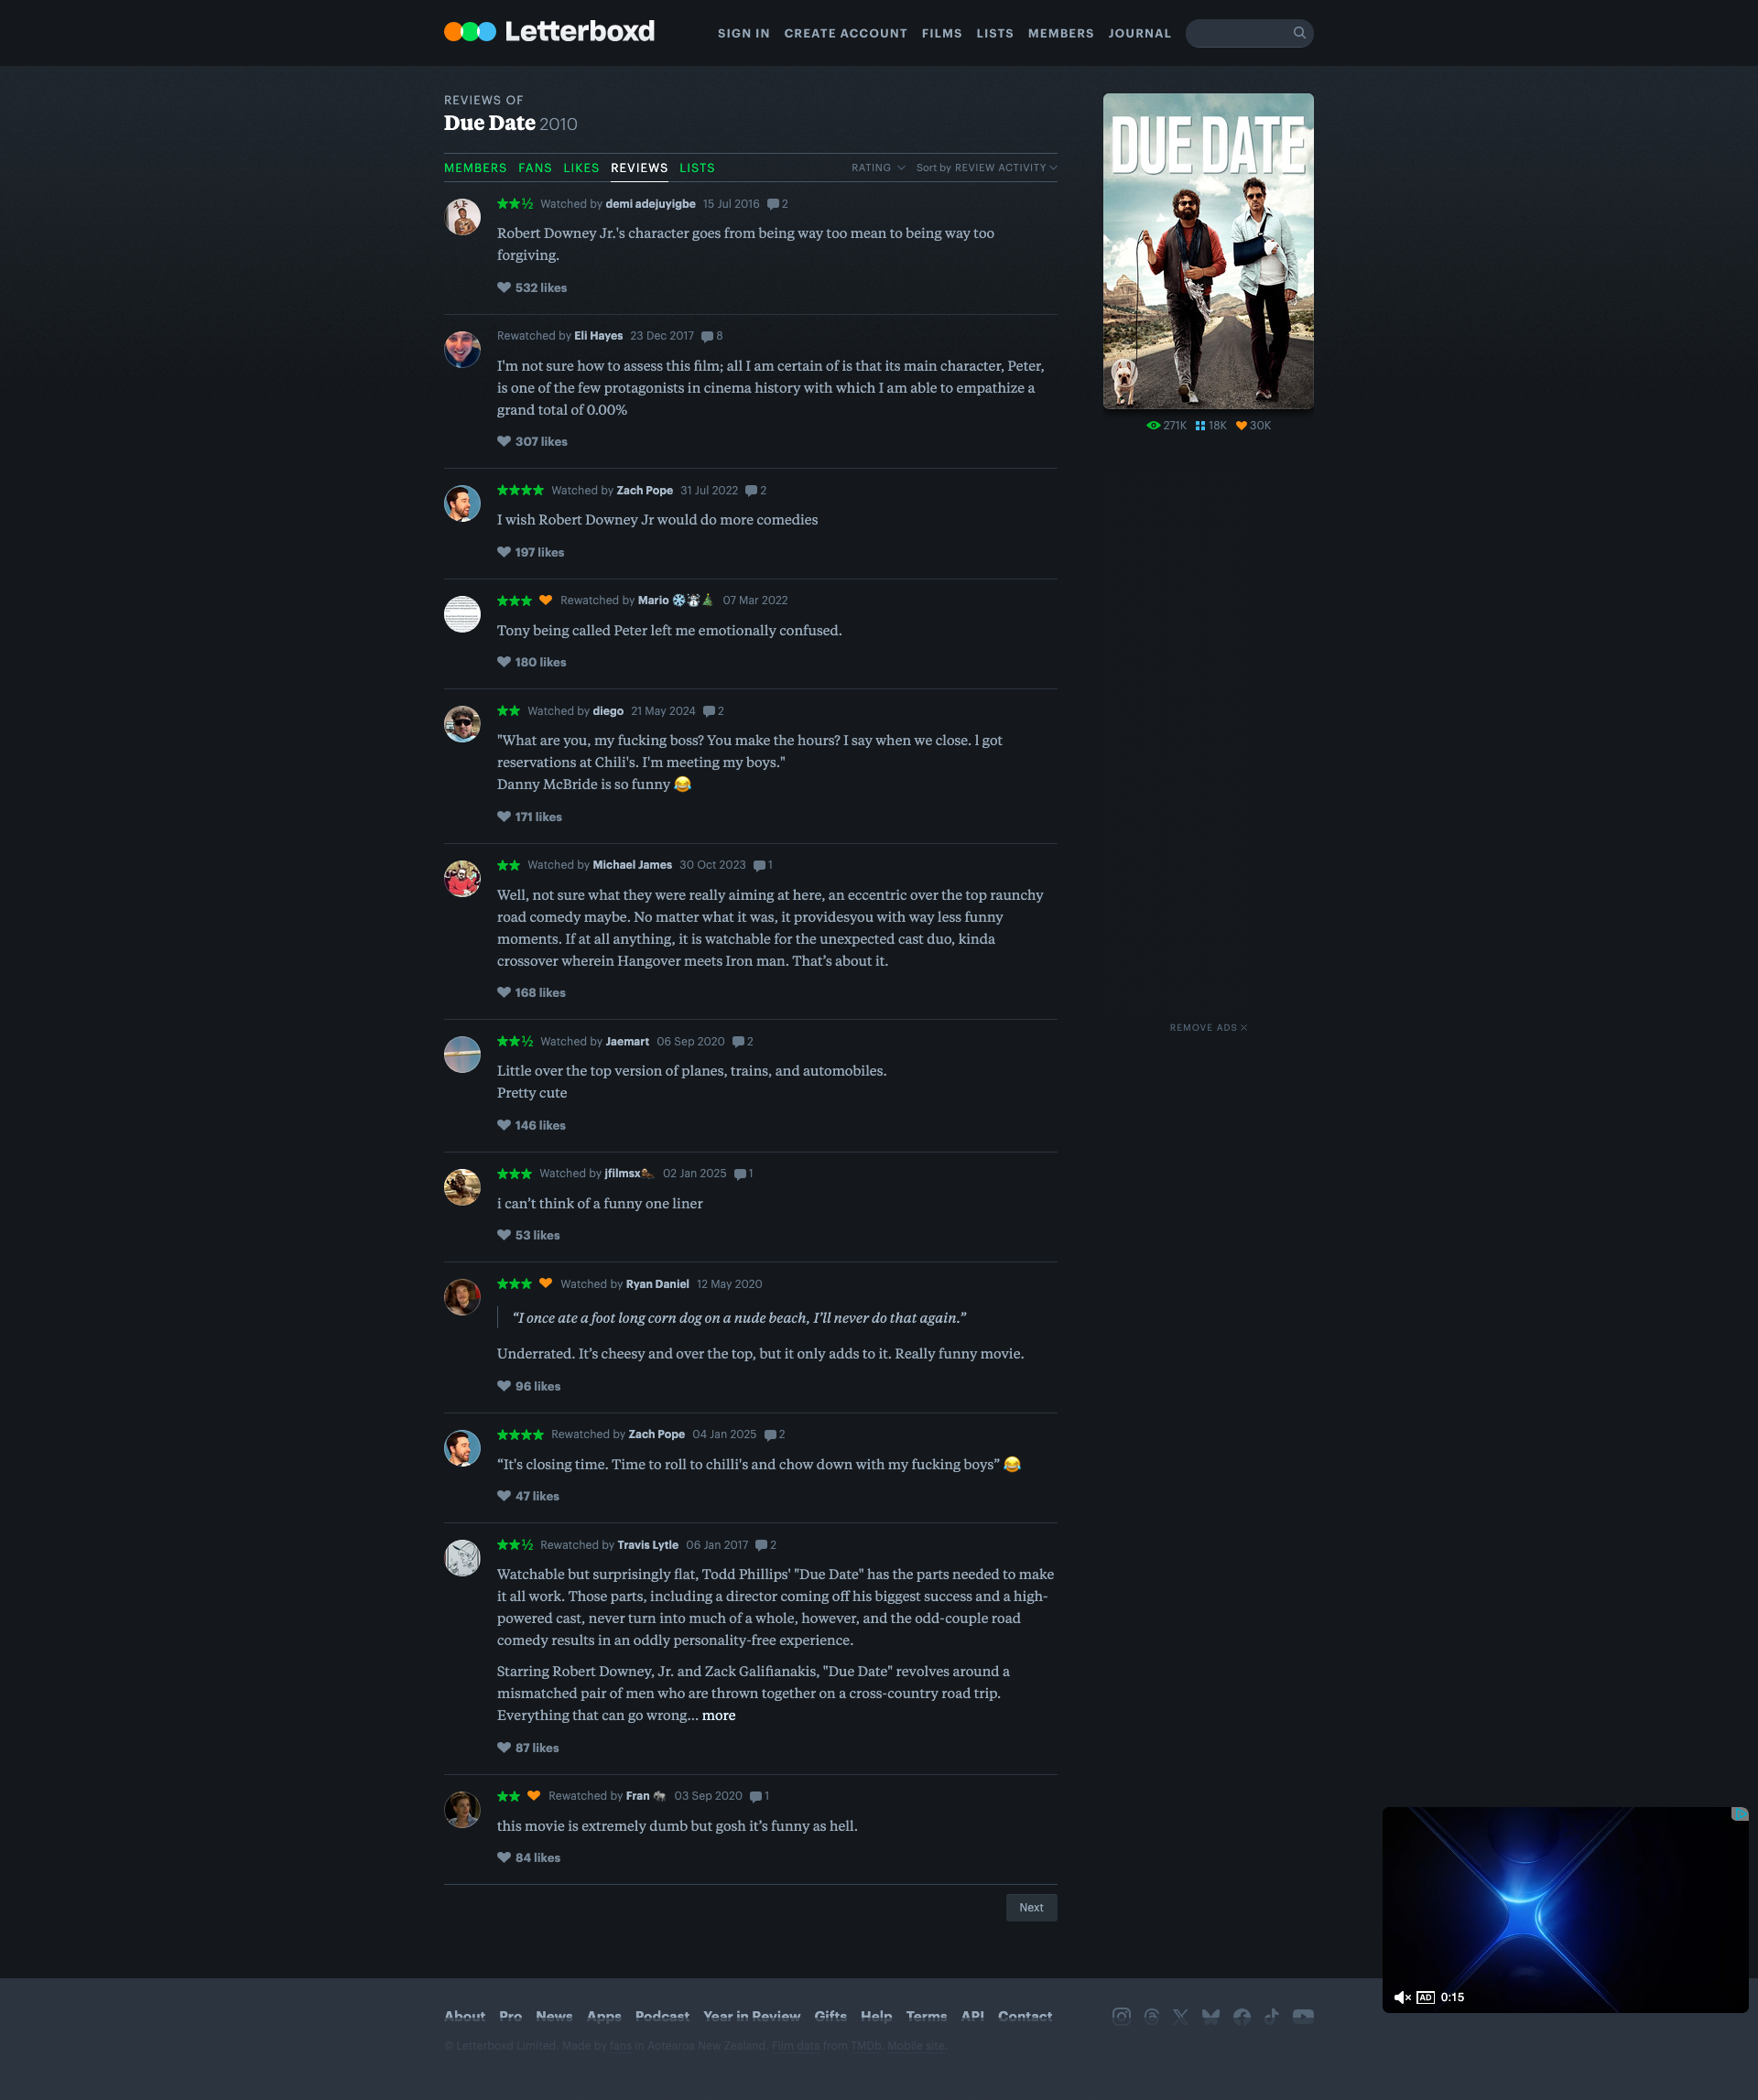 Letterboxd
SIGN IN CREATE ACCOUNT FILMS LISTS MEMBERS JOURNAL
REVIEWS OF
Due Date 2010
MEMBERS FANS LIKES REVIEWS LISTS
RATING Sort by REVIEW ACTIVITY
DUE DATE
271K 18K 30K
★★½ Watched by demi adejuyigbe 15 Jul 2016 2
Robert Downey Jr.'s character goes from being way too mean to being way too
forgiving.
532 likes
Rewatched by Eli Hayes 23 Dec 2017 8
I'm not sure how to assess this film; all I am certain of is that its main character, Peter,
is one of the few protagonists in cinema history with which I am able to empathize a
grand total of 0.00%
307 likes
★★★★ Watched by Zach Pope 31 Jul 2022 2
I wish Robert Downey Jr would do more comedies
197 likes
★★★ Rewatched by Mario ❄️☃️🎄 07 Mar 2022
Tony being called Peter left me emotionally confused.
180 likes
★★ Watched by diego 21 May 2024 2
"What are you, my fucking boss? You make the hours? I say when we close. l got
reservations at Chili's. I'm meeting my boys."
Danny McBride is so funny 😂
171 likes
★★ Watched by Michael James 30 Oct 2023 1
Well, not sure what they were really aiming at here, an eccentric over the top raunchy
road comedy maybe. No matter what it was, it providesyou with way less funny
moments. If at all anything, it is watchable for the unexpected cast duo, kinda
crossover wherein Hangover meets Iron man. That’s about it.
168 likes
★★½ Watched by Jaemart 06 Sep 2020 2
Little over the top version of planes, trains, and automobiles.
Pretty cute
146 likes
★★★ Watched by jfilmsx 02 Jan 2025 1
i can’t think of a funny one liner
53 likes
★★★ Watched by Ryan Daniel 12 May 2020
“I once ate a foot long corn dog on a nude beach, I’ll never do that again.”
Underrated. It’s cheesy and over the top, but it only adds to it. Really funny movie.
96 likes
★★★★ Rewatched by Zach Pope 04 Jan 2025 2
“It's closing time. Time to roll to chilli's and chow down with my fucking boys” 😂
47 likes
★★½ Rewatched by Travis Lytle 06 Jan 2017 2
Watchable but surprisingly flat, Todd Phillips' "Due Date" has the parts needed to make
it all work. Those parts, including a director coming off his biggest success and a high-
powered cast, never turn into much of a whole, however, and the odd-couple road
comedy results in an oddly personality-free experience.
Starring Robert Downey, Jr. and Zack Galifianakis, "Due Date" revolves around a
mismatched pair of men who are thrown together on a cross-country road trip.
Everything that can go wrong… more
87 likes
★★ Rewatched by Fran 03 Sep 2020 1
this movie is extremely dumb but gosh it’s funny as hell.
84 likes
Next
REMOVE ADS
AD 0:15
About Pro News Apps Podcast Year in Review Gifts Help Terms API Contact
© Letterboxd Limited. Made by fans in Aotearoa New Zealand. Film data from TMDb. Mobile site.